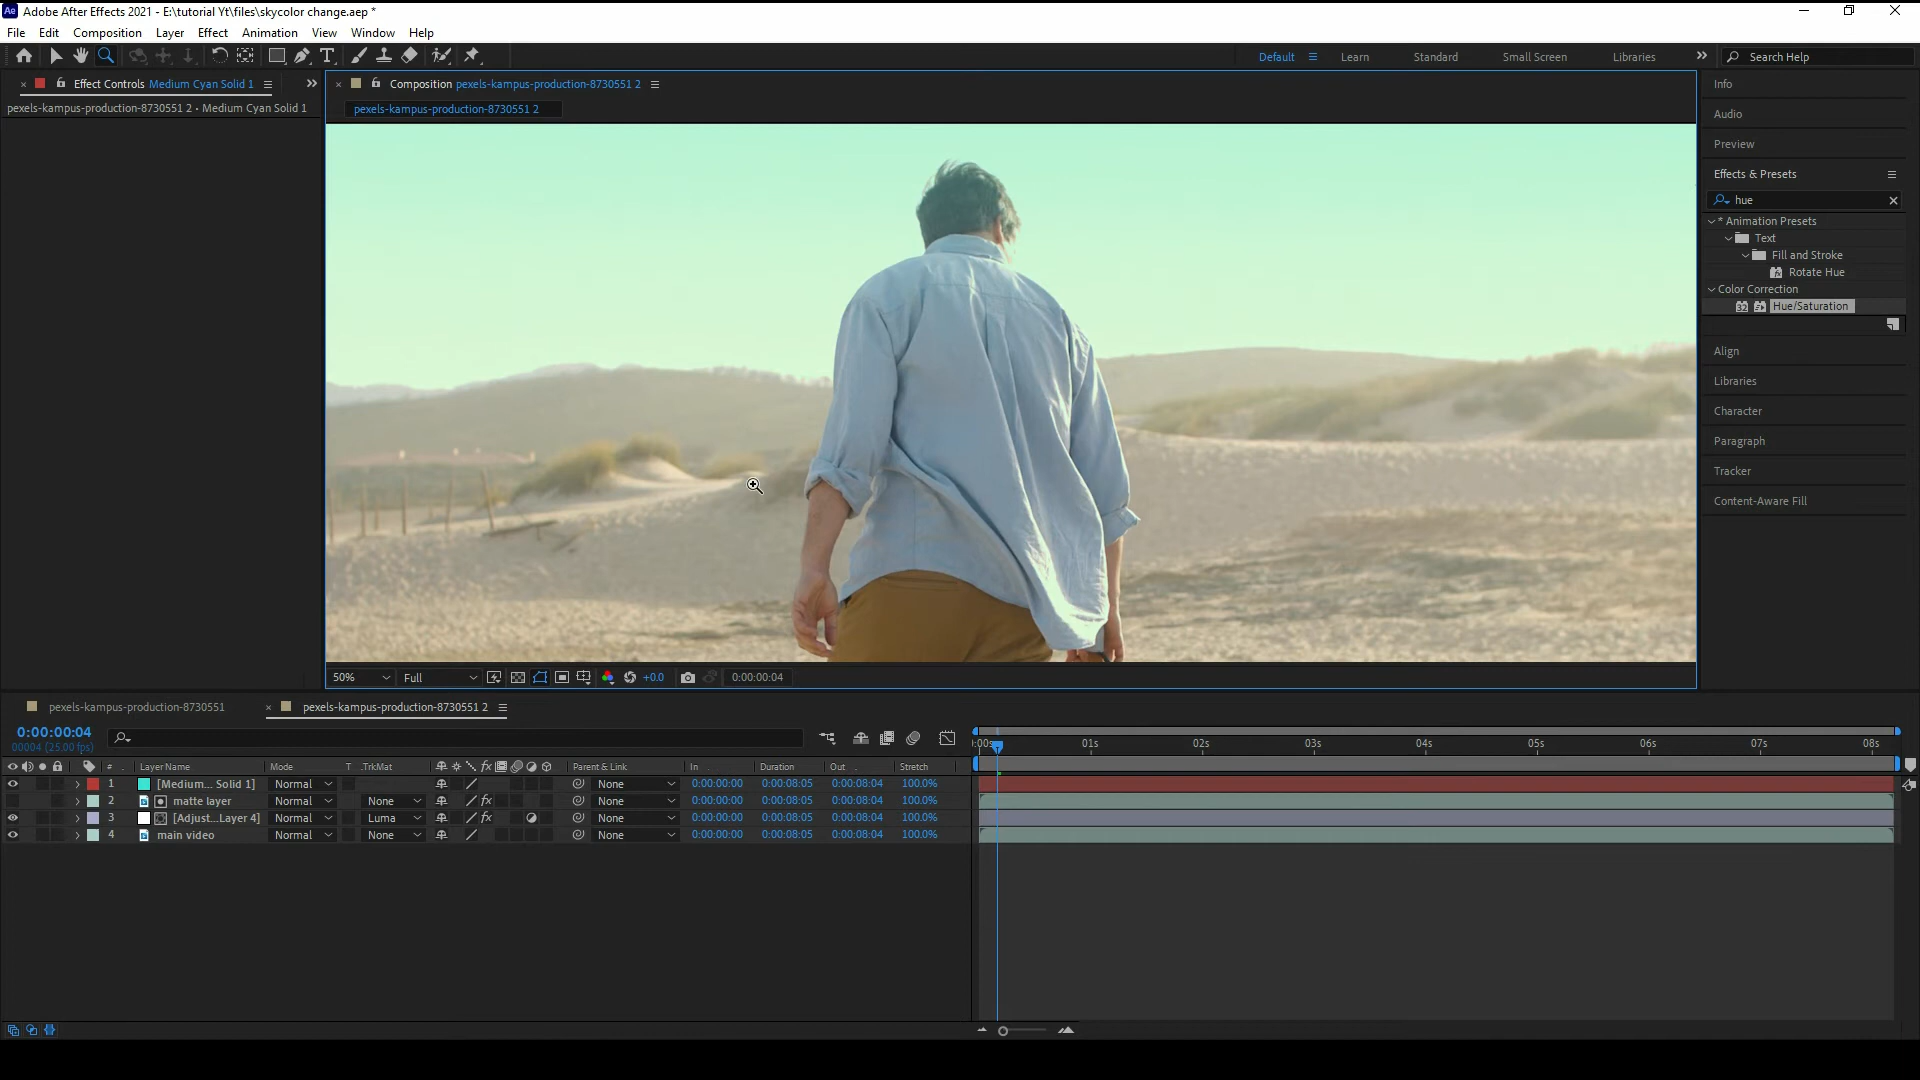 Adobe After Effects 2021 - E:\tutorial Yt\files\skycolor change.aep *
File Edit Composition Layer Effect Animation View Window Help
Default Learn Standard Small Screen Libraries Search Help
Effect Controls Medium Cyan Solid 1
pexels-kampus-production-8730551 2 • Medium Cyan Solid 1
Composition pexels-kampus-production-8730551 2
pexels-kampus-production-8730551 2
Info
Audio
Preview
Effects & Presets
hue
* Animation Presets
Text
Fill and Stroke
Rotate Hue
Color Correction
Hue/Saturation
Align
Libraries
Character
Paragraph
Tracker
Content-Aware Fill
50% Full +0.0 0:00:00:04
pexels-kampus-production-8730551 pexels-kampus-production-8730551 2
0:00:00:04
00004 (25.00 fps)
:00s 01s 02s 03s 04s 05s 06s 07s 08s
# Layer Name Mode T .TrkMat Parent & Link In Duration Out Stretch
1 [Medium... Solid 1] Normal None 0:00:00:00 0:00:08:05 0:00:08:04 100.0%
2 matte layer Normal None None 0:00:00:00 0:00:08:05 0:00:08:04 100.0%
3 [Adjust...Layer 4] Normal Luma None 0:00:00:00 0:00:08:05 0:00:08:04 100.0%
4 main video Normal None None 0:00:00:00 0:00:08:05 0:00:08:04 100.0%